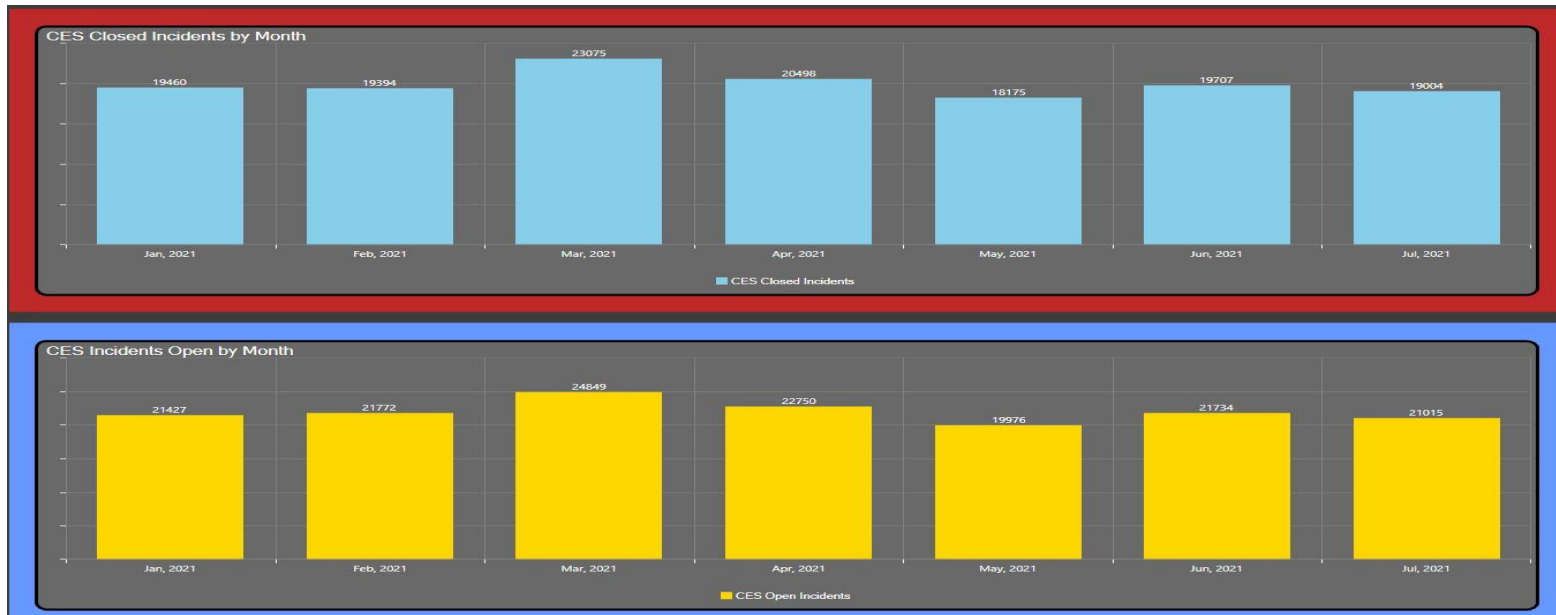 CES Closed Incidents by Month
23075
20498
19460 19394 19707 19004
18175
Jan, 2021 Feb, 2021 Mar, 2021 Apr, 2021 May, 2021 Jun, 2021 Jul, 2021
CES Closed Incidents
CES Incidents Open by Month
24849
22750
21427 21772 21734 21015
19976
Jan, 2021 Feb, 2021 Mar, 2021 Apr, 2021 May, 2021 Jun, 2021 Jul, 2021
CES Open Incidents